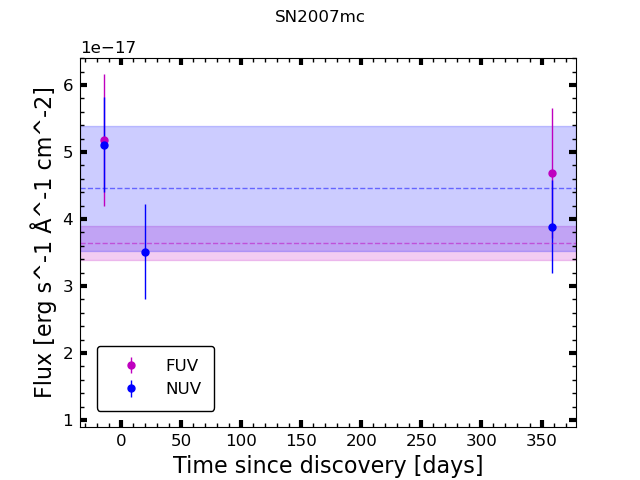 SN2007mc
1e−17
6
5
4
3
2
1
Flux [erg s^-1 Å^-1 cm^-2]
FUV
NUV
0 50 100 150 200 250 300 350
Time since discovery [days]